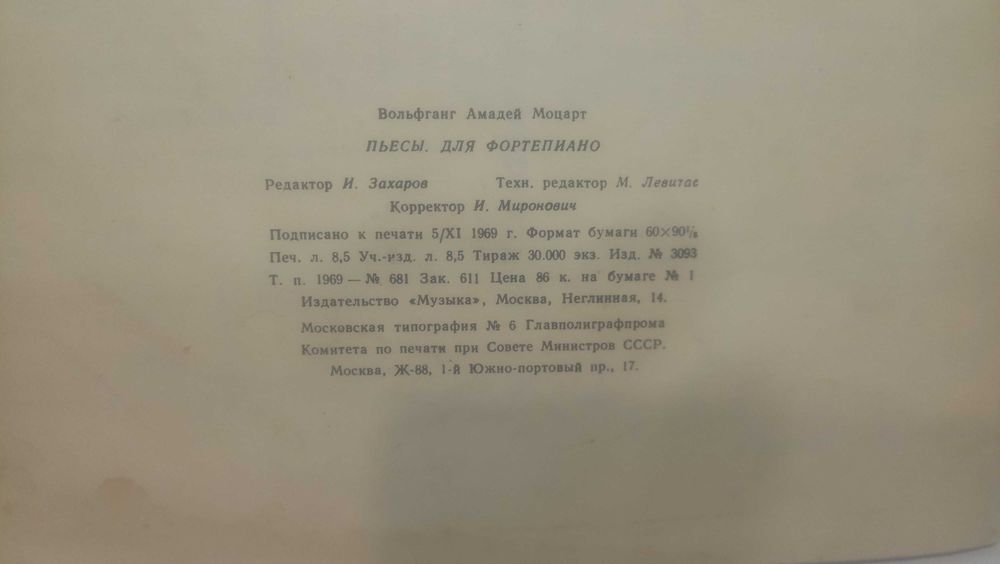 Вольфганг Амадей Моцарт
ПЬЕСЫ. ДЛЯ ФОРТЕПИАНО
Редактор И. Захаров Техн. редактор М. Левитас
Корректор И. Миронович
Подписано к печати 5/XI 1969 г. Формат бумаги 60×90⅛
Печ. л. 8,5 Уч.-изд. л. 8,5 Тираж 30.000 экз. Изд. № 3093
Т. п. 1969 — № 681 Зак. 611 Цена 86 к. на бумаге № 1
Издательство «Музыка», Москва, Неглинная, 14.
Московская типография № 6 Главполиграфпрома
Комитета по печати при Совете Министров СССР.
Москва, Ж-88, 1-й Южно-портовый пр., 17.